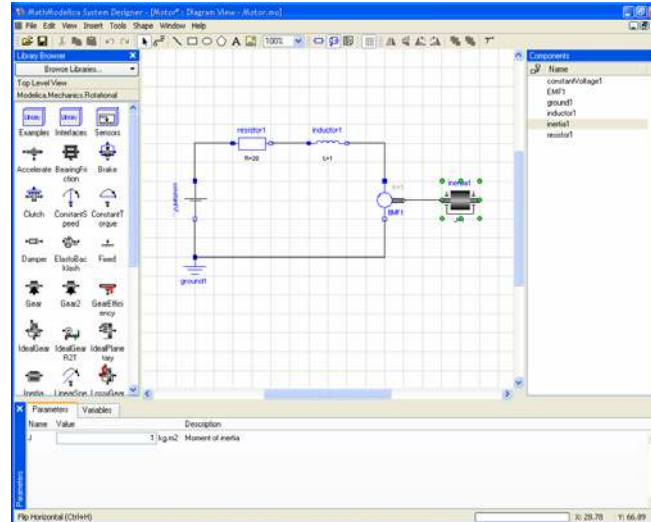 MathModelica System Designer - [Motor* : Diagram View - Motor.mo]
File Edit View Insert Tools Shape Window Help
100%
Library Browser
Browse Libraries...
Top Level View
Modelica.Mechanics.Rotational
Examples Interfaces Sensors
Accelerate BearingFriction Brake
Clutch ConstantSpeed ConstantTorque
Damper ElastoBacklash Fixed
Gear Gear2 GearEfficiency
IdealGear IdealGearR2T IdealPlanetary
Inertia LinearSpe LossyGear
resistor1
R=20
inductor1
L=1
EMF1
inertia1
ground1
Components
Name
constantVoltage1
EMF1
ground1
inductor1
inertia1
resistor1
Parameters Variables
Name Value Description
J 1 kg.m2 Moment of inertia
Parameters
Flip Horizontal (Ctrl+H)
X: 28.78 Y: 66.89